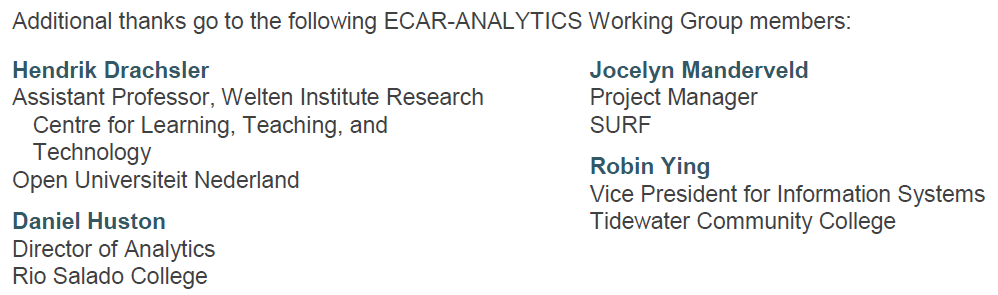 Additional thanks go to the following ECAR-ANALYTICS Working Group members:
Hendrik Drachsler
Assistant Professor, Welten Institute Research
Centre for Learning, Teaching, and
Technology
Open Universiteit Nederland
Daniel Huston
Director of Analytics
Rio Salado College
Jocelyn Manderveld
Project Manager
SURF
Robin Ying
Vice President for Information Systems
Tidewater Community College